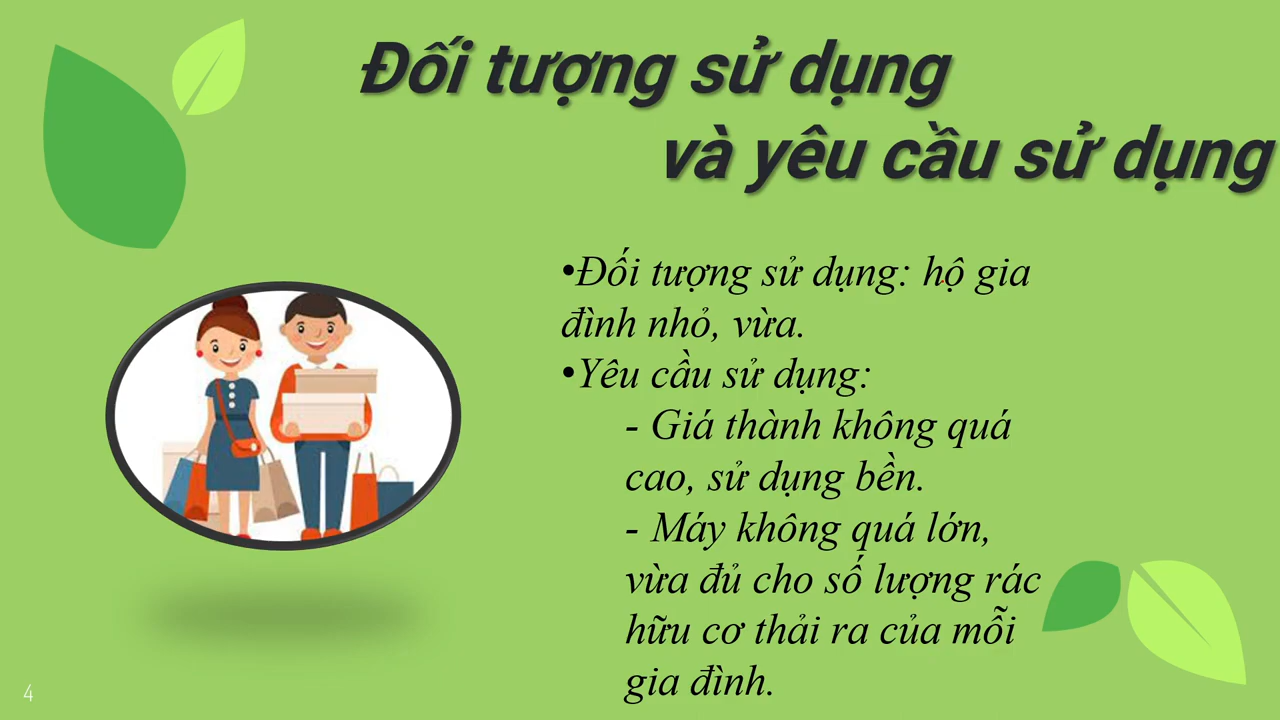 Đối tượng sử dụng
và yêu cầu sử dụng
•Đối tượng sử dụng: hộ gia
đình nhỏ, vừa.
•Yêu cầu sử dụng:
- Giá thành không quá
cao, sử dụng bền.
- Máy không quá lớn,
vừa đủ cho số lượng rác
hữu cơ thải ra của mỗi
gia đình.
4